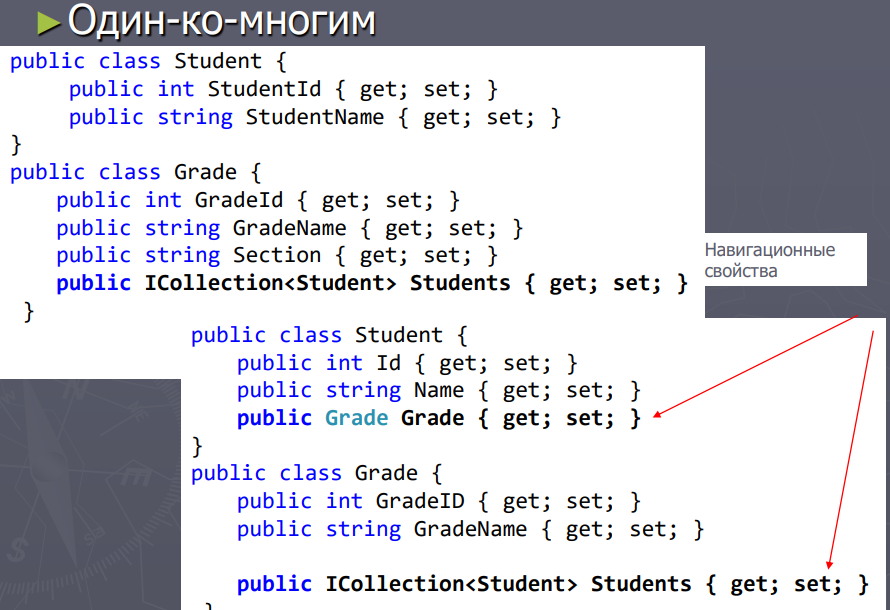 ►Один-ко-многим
public class Student {
public int StudentId { get; set; }
public string StudentName { get; set; }
}
public class Grade {
public int GradeId { get; set; }
public string GradeName { get; set; }
public string Section { get; set; }
public ICollection<Student> Students { get; set; }
}
Навигационные
свойства
public class Student {
public int Id { get; set; }
public string Name { get; set; }
public Grade Grade { get; set; }
}
public class Grade {
public int GradeID { get; set; }
public string GradeName { get; set; }
public ICollection<Student> Students { get; set; }
}